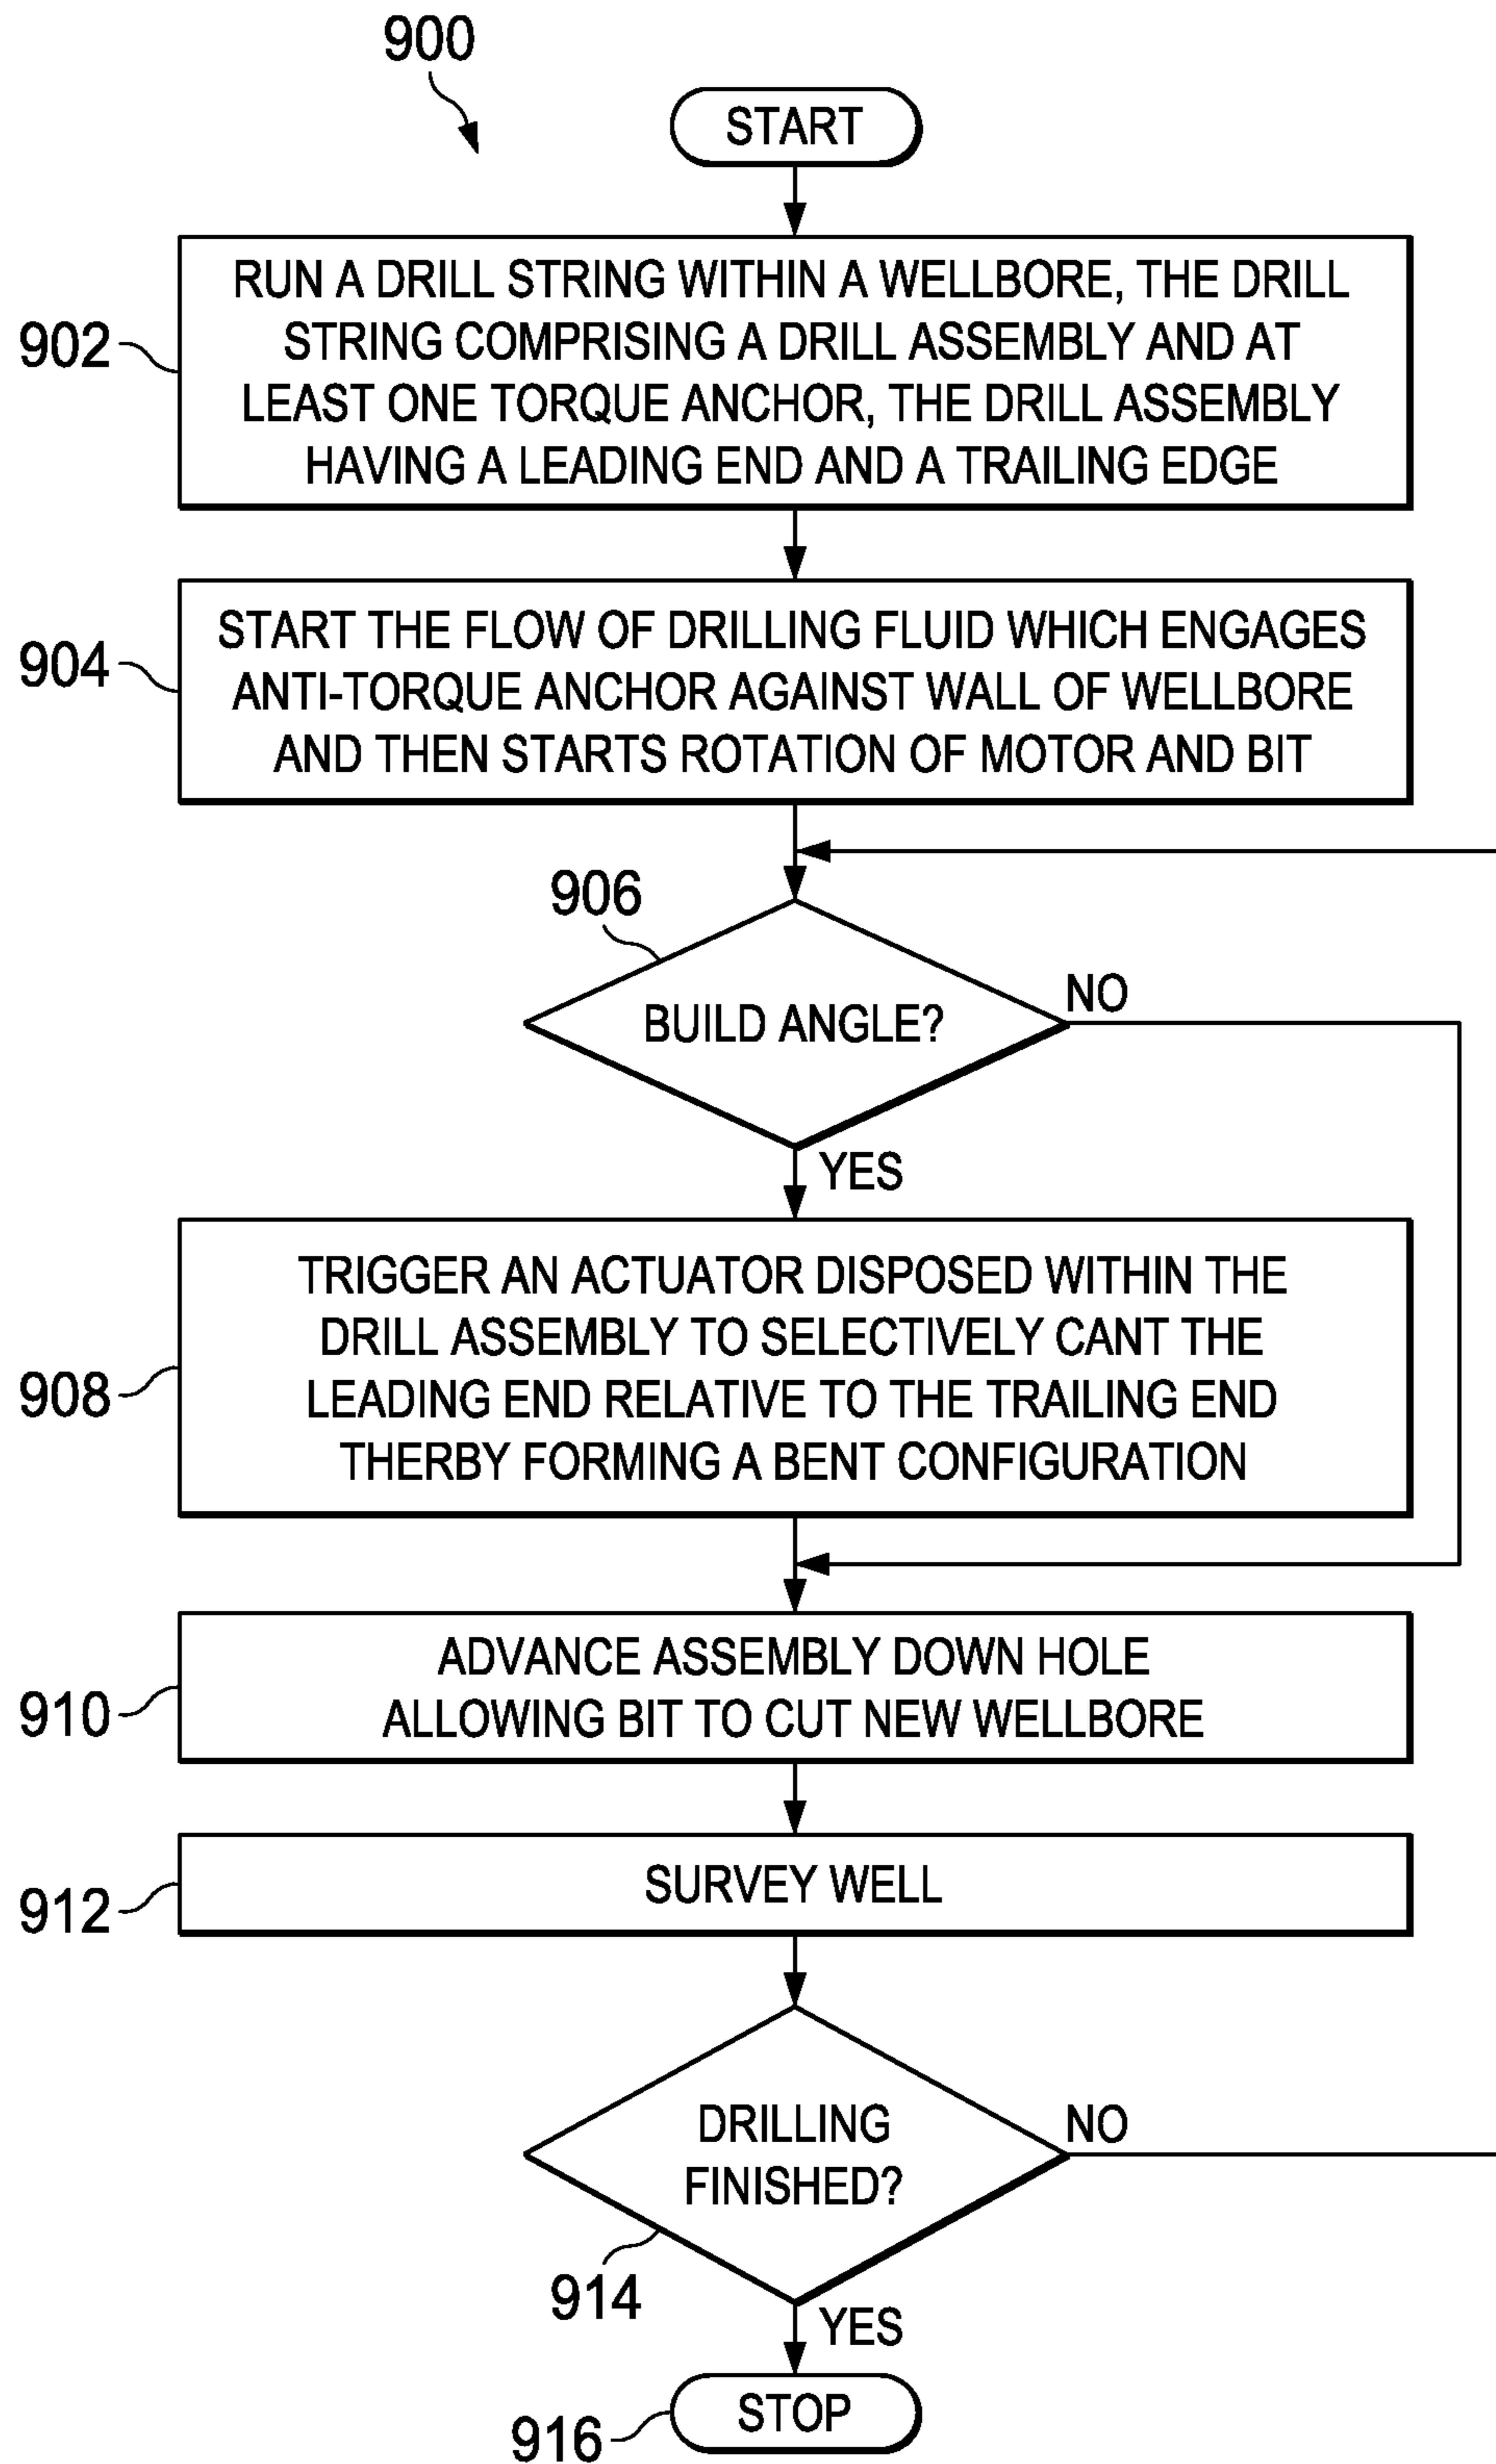 900
START
RUN A DRILL STRING WITHIN A WELLBORE, THE DRILL
STRING COMPRISING A DRILL ASSEMBLY AND AT
LEAST ONE TORQUE ANCHOR, THE DRILL ASSEMBLY
HAVING A LEADING END AND A TRAILING EDGE
902
START THE FLOW OF DRILLING FLUID WHICH ENGAGES
ANTI-TORQUE ANCHOR AGAINST WALL OF WELLBORE
AND THEN STARTS ROTATION OF MOTOR AND BIT
904
906
BUILD ANGLE?
NO
YES
TRIGGER AN ACTUATOR DISPOSED WITHIN THE
DRILL ASSEMBLY TO SELECTIVELY CANT THE
LEADING END RELATIVE TO THE TRAILING END
THERBY FORMING A BENT CONFIGURATION
908
ADVANCE ASSEMBLY DOWN HOLE
ALLOWING BIT TO CUT NEW WELLBORE
910
SURVEY WELL
912
DRILLING
FINISHED?
NO
914
YES
STOP
916